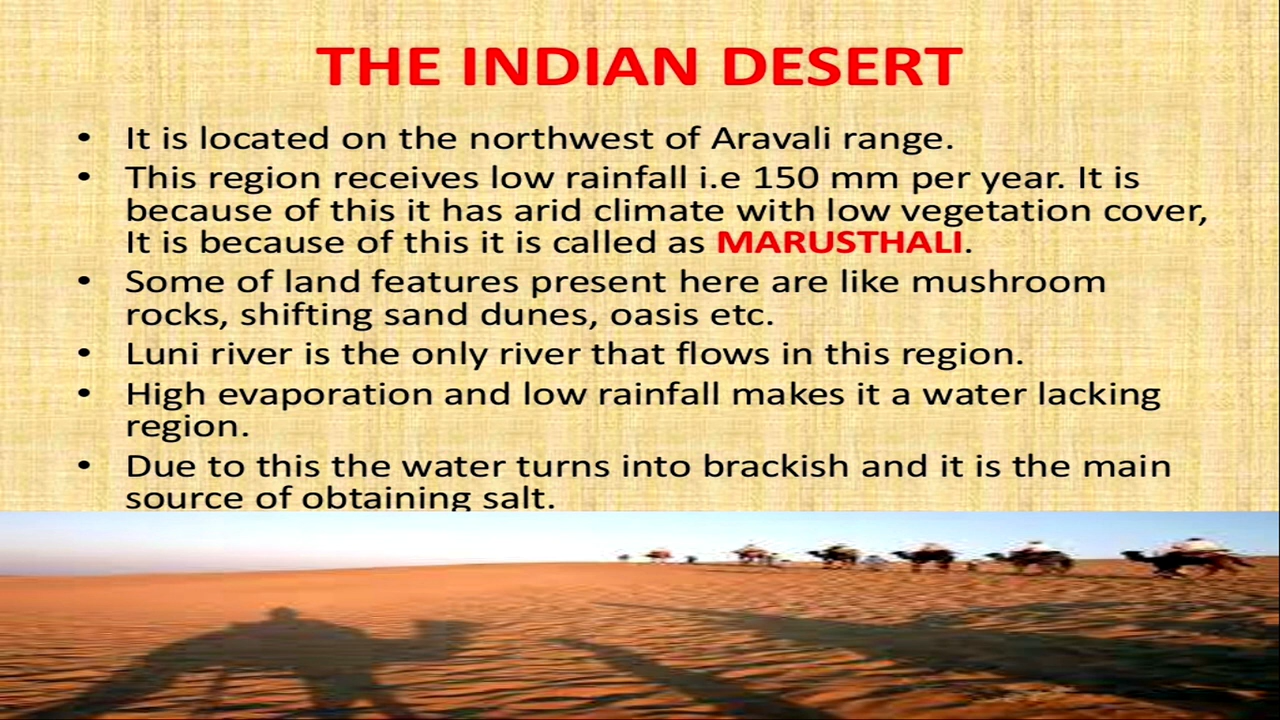 THE INDIAN DESERT
• It is located on the northwest of Aravali range.
• This region receives low rainfall i.e 150 mm per year. It is
because of this it has arid climate with low vegetation cover,
It is because of this it is called as MARUSTHALI.
• Some of land features present here are like mushroom
rocks, shifting sand dunes, oasis etc.
• Luni river is the only river that flows in this region.
• High evaporation and low rainfall makes it a water lacking
region.
• Due to this the water turns into brackish and it is the main
source of obtaining salt.